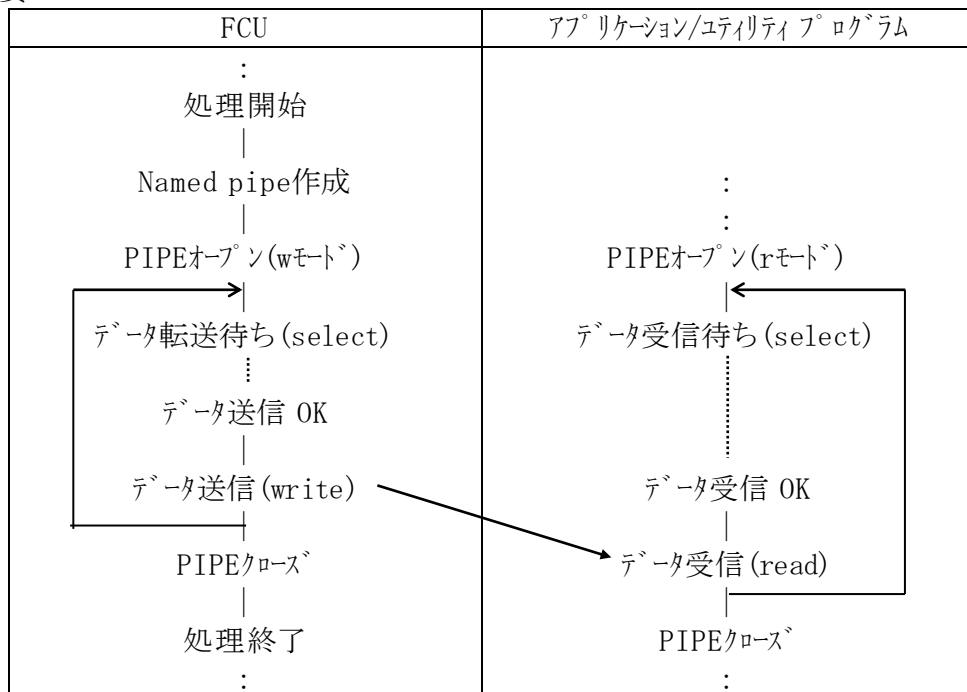 FCU
ｱﾌﾟﾘｹｰｼｮﾝ/ﾕﾃｨﾘﾃｨﾌﾟﾛｸﾞﾗﾑ
:
処理開始
Named pipe作成
PIPEｵｰﾌﾟﾝ(wﾓｰﾄﾞ)
データ転送待ち(select)
データ送信 OK
データ送信(write)
PIPEｸﾛｰｽﾞ
処理終了
:
:
:
PIPEｵｰﾌﾟﾝ(rﾓｰﾄﾞ)
データ受信待ち(select)
データ受信 OK
データ受信(read)
PIPEｸﾛｰｽﾞ
: